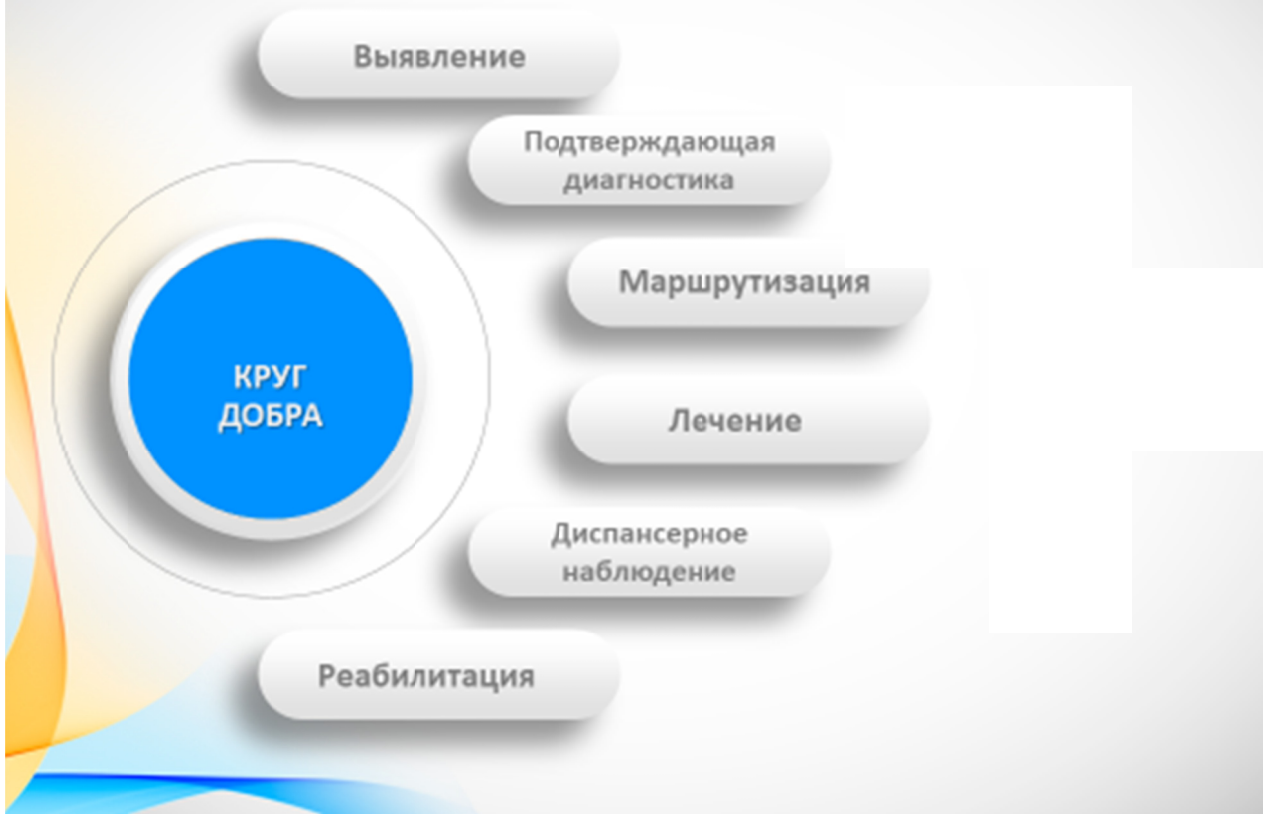 Выявление
Подтверждающая
диагностика
Маршрутизация
КРУГ
ДОБРА
Лечение
Диспансерное
наблюдение
Реабилитация